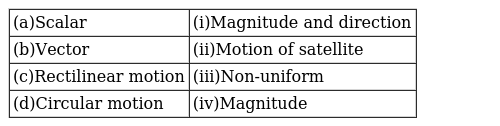 (a)Scalar (i)Magnitude and direction
(b)Vector (ii)Motion of satellite
(c)Rectilinear motion (iii)Non-uniform
(d)Circular motion (iv)Magnitude